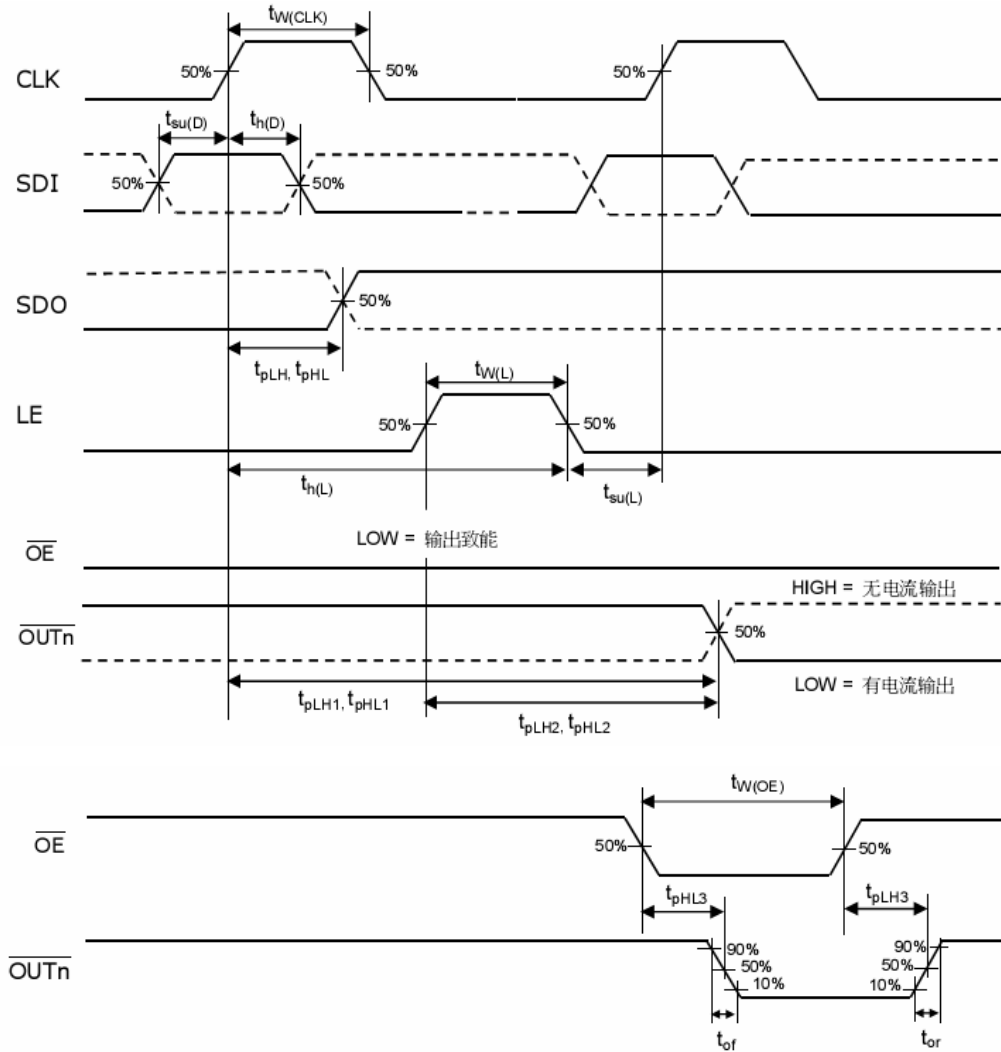 tW(CLK)
CLK
50%
50%
50%
tsu(D)
th(D)
SDI
50%
50%
SDO
50%
tpLH, tpHL
tW(L)
LE
50%
50%
th(L)
tsu(L)
LOW = 输出致能
OE
HIGH = 无电流输出
OUTn
50%
LOW = 有电流输出
tpLH1, tpHL1
tpLH2, tpHL2
tW(OE)
OE
50%
50%
tpHL3
tpLH3
OUTn
90%
50%
10%
90%
50%
10%
tof
tor